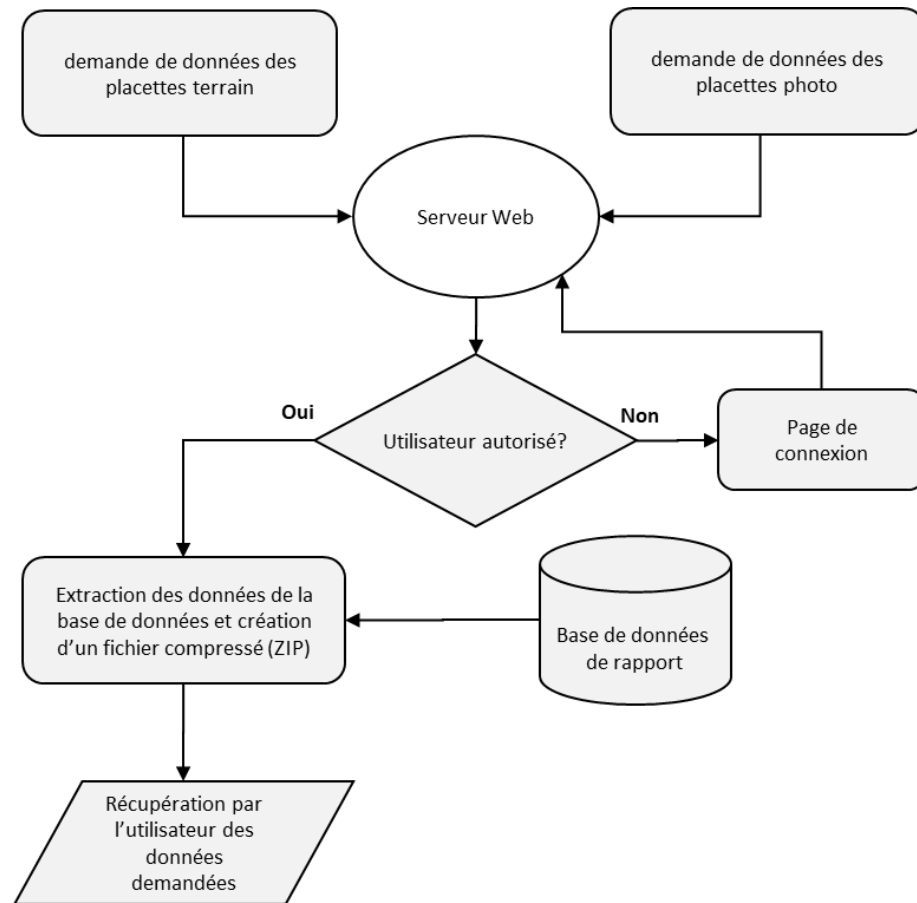 demande de données des
placettes terrain
demande de données des
placettes photo
Serveur Web
Oui
Utilisateur autorisé?
Non
Page de
connexion
Extraction des données de la
base de données et création
d’un fichier compressé (ZIP)
Base de données
de rapport
Récupération par
l’utilisateur des
données
demandées